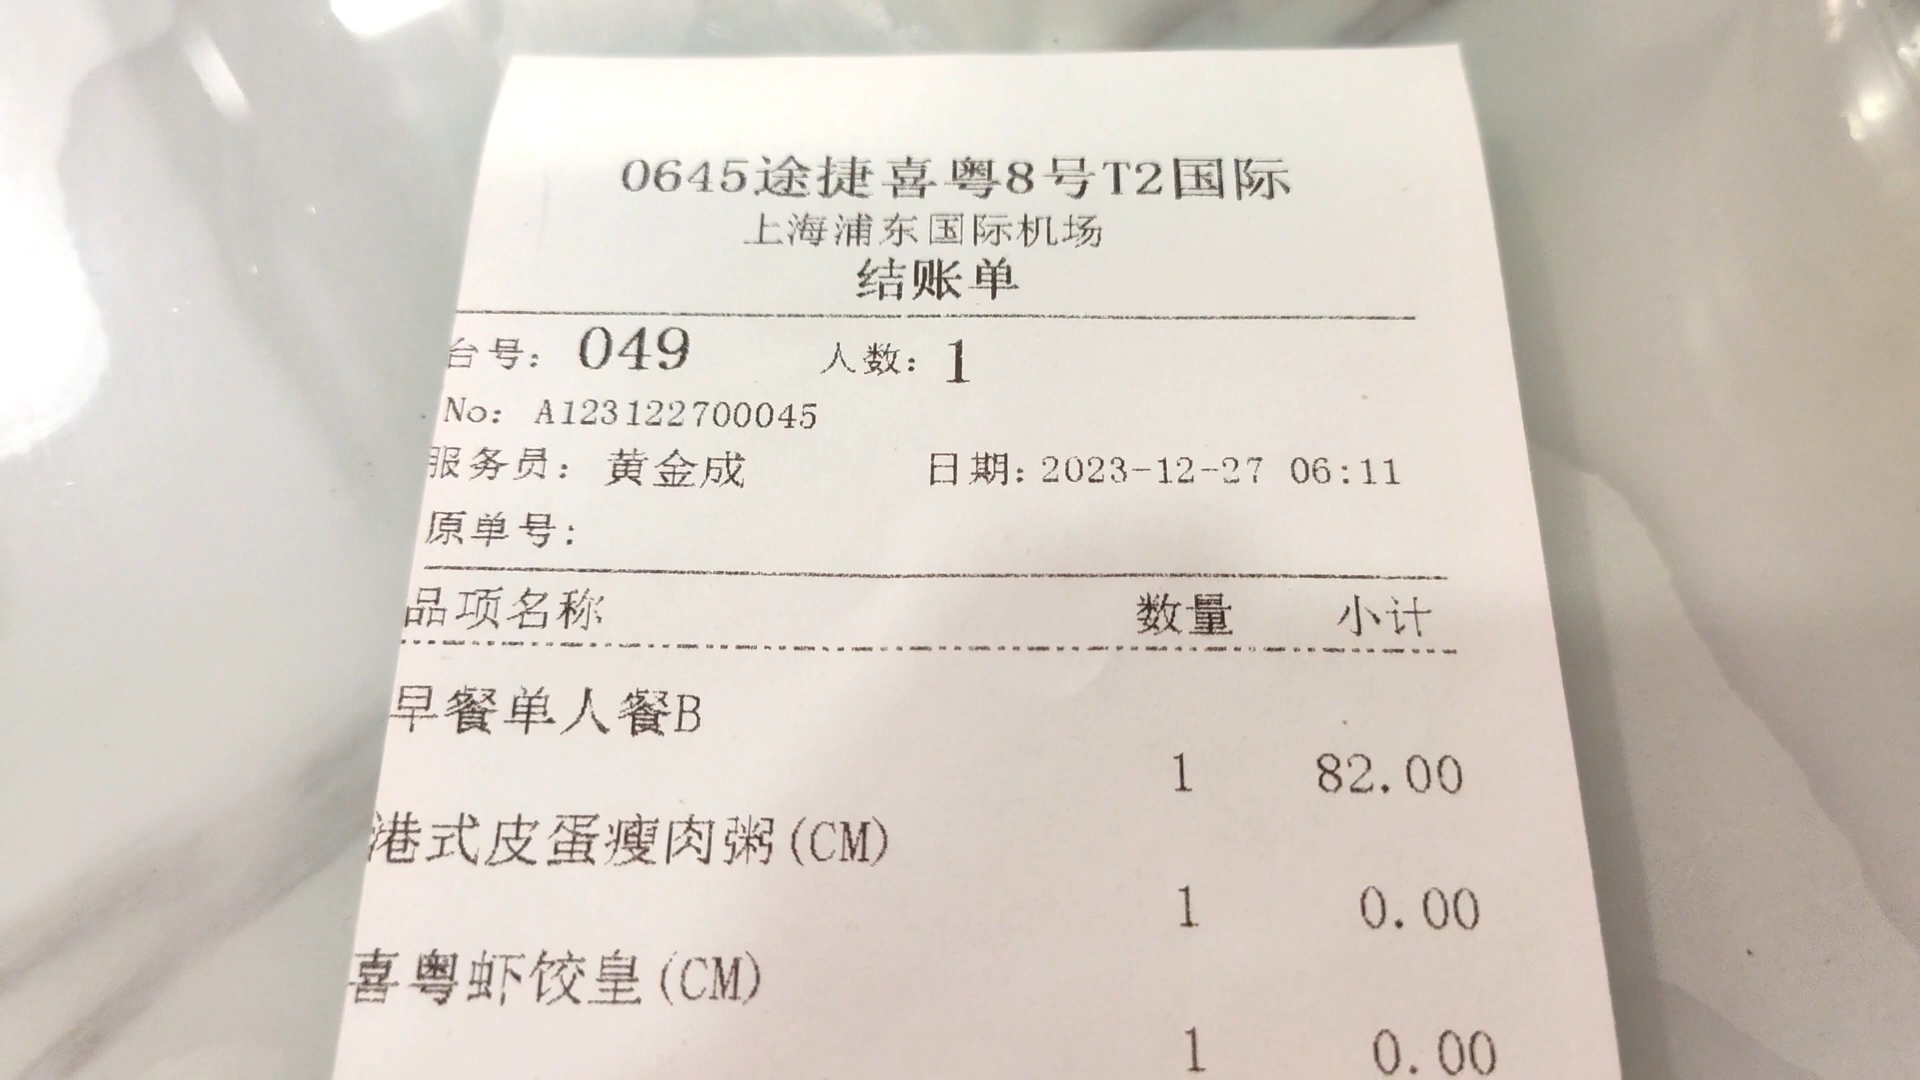 0645途捷喜粤8号T2国际
上海浦东国际机场
结账单
台号: 049 人数: 1
No: A123122700045
服务员: 黄金成 日期: 2023-12-27 06:11
原单号:
品项名称 数量 小计
早餐单人餐B
1 82.00
港式皮蛋瘦肉粥(CM)
1 0.00
喜粤虾饺皇(CM)
1 0.00